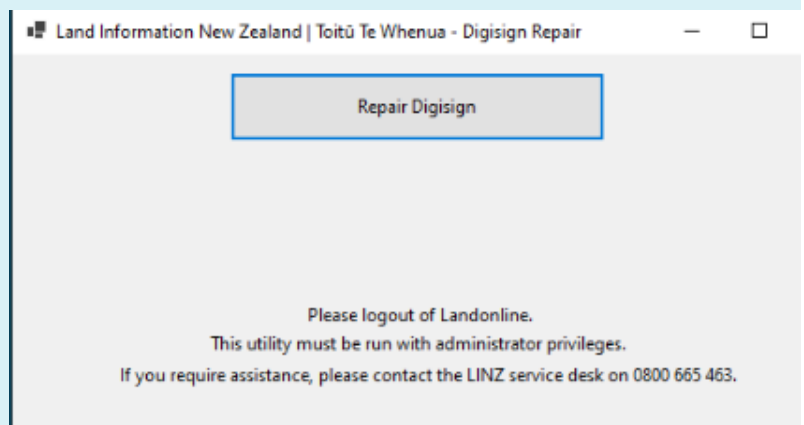 Land Information New Zealand | Toitū Te Whenua - Digisign Repair
Repair Digisign
Please logout of Landonline.
This utility must be run with administrator privileges.
If you require assistance, please contact the LINZ service desk on 0800 665 463.